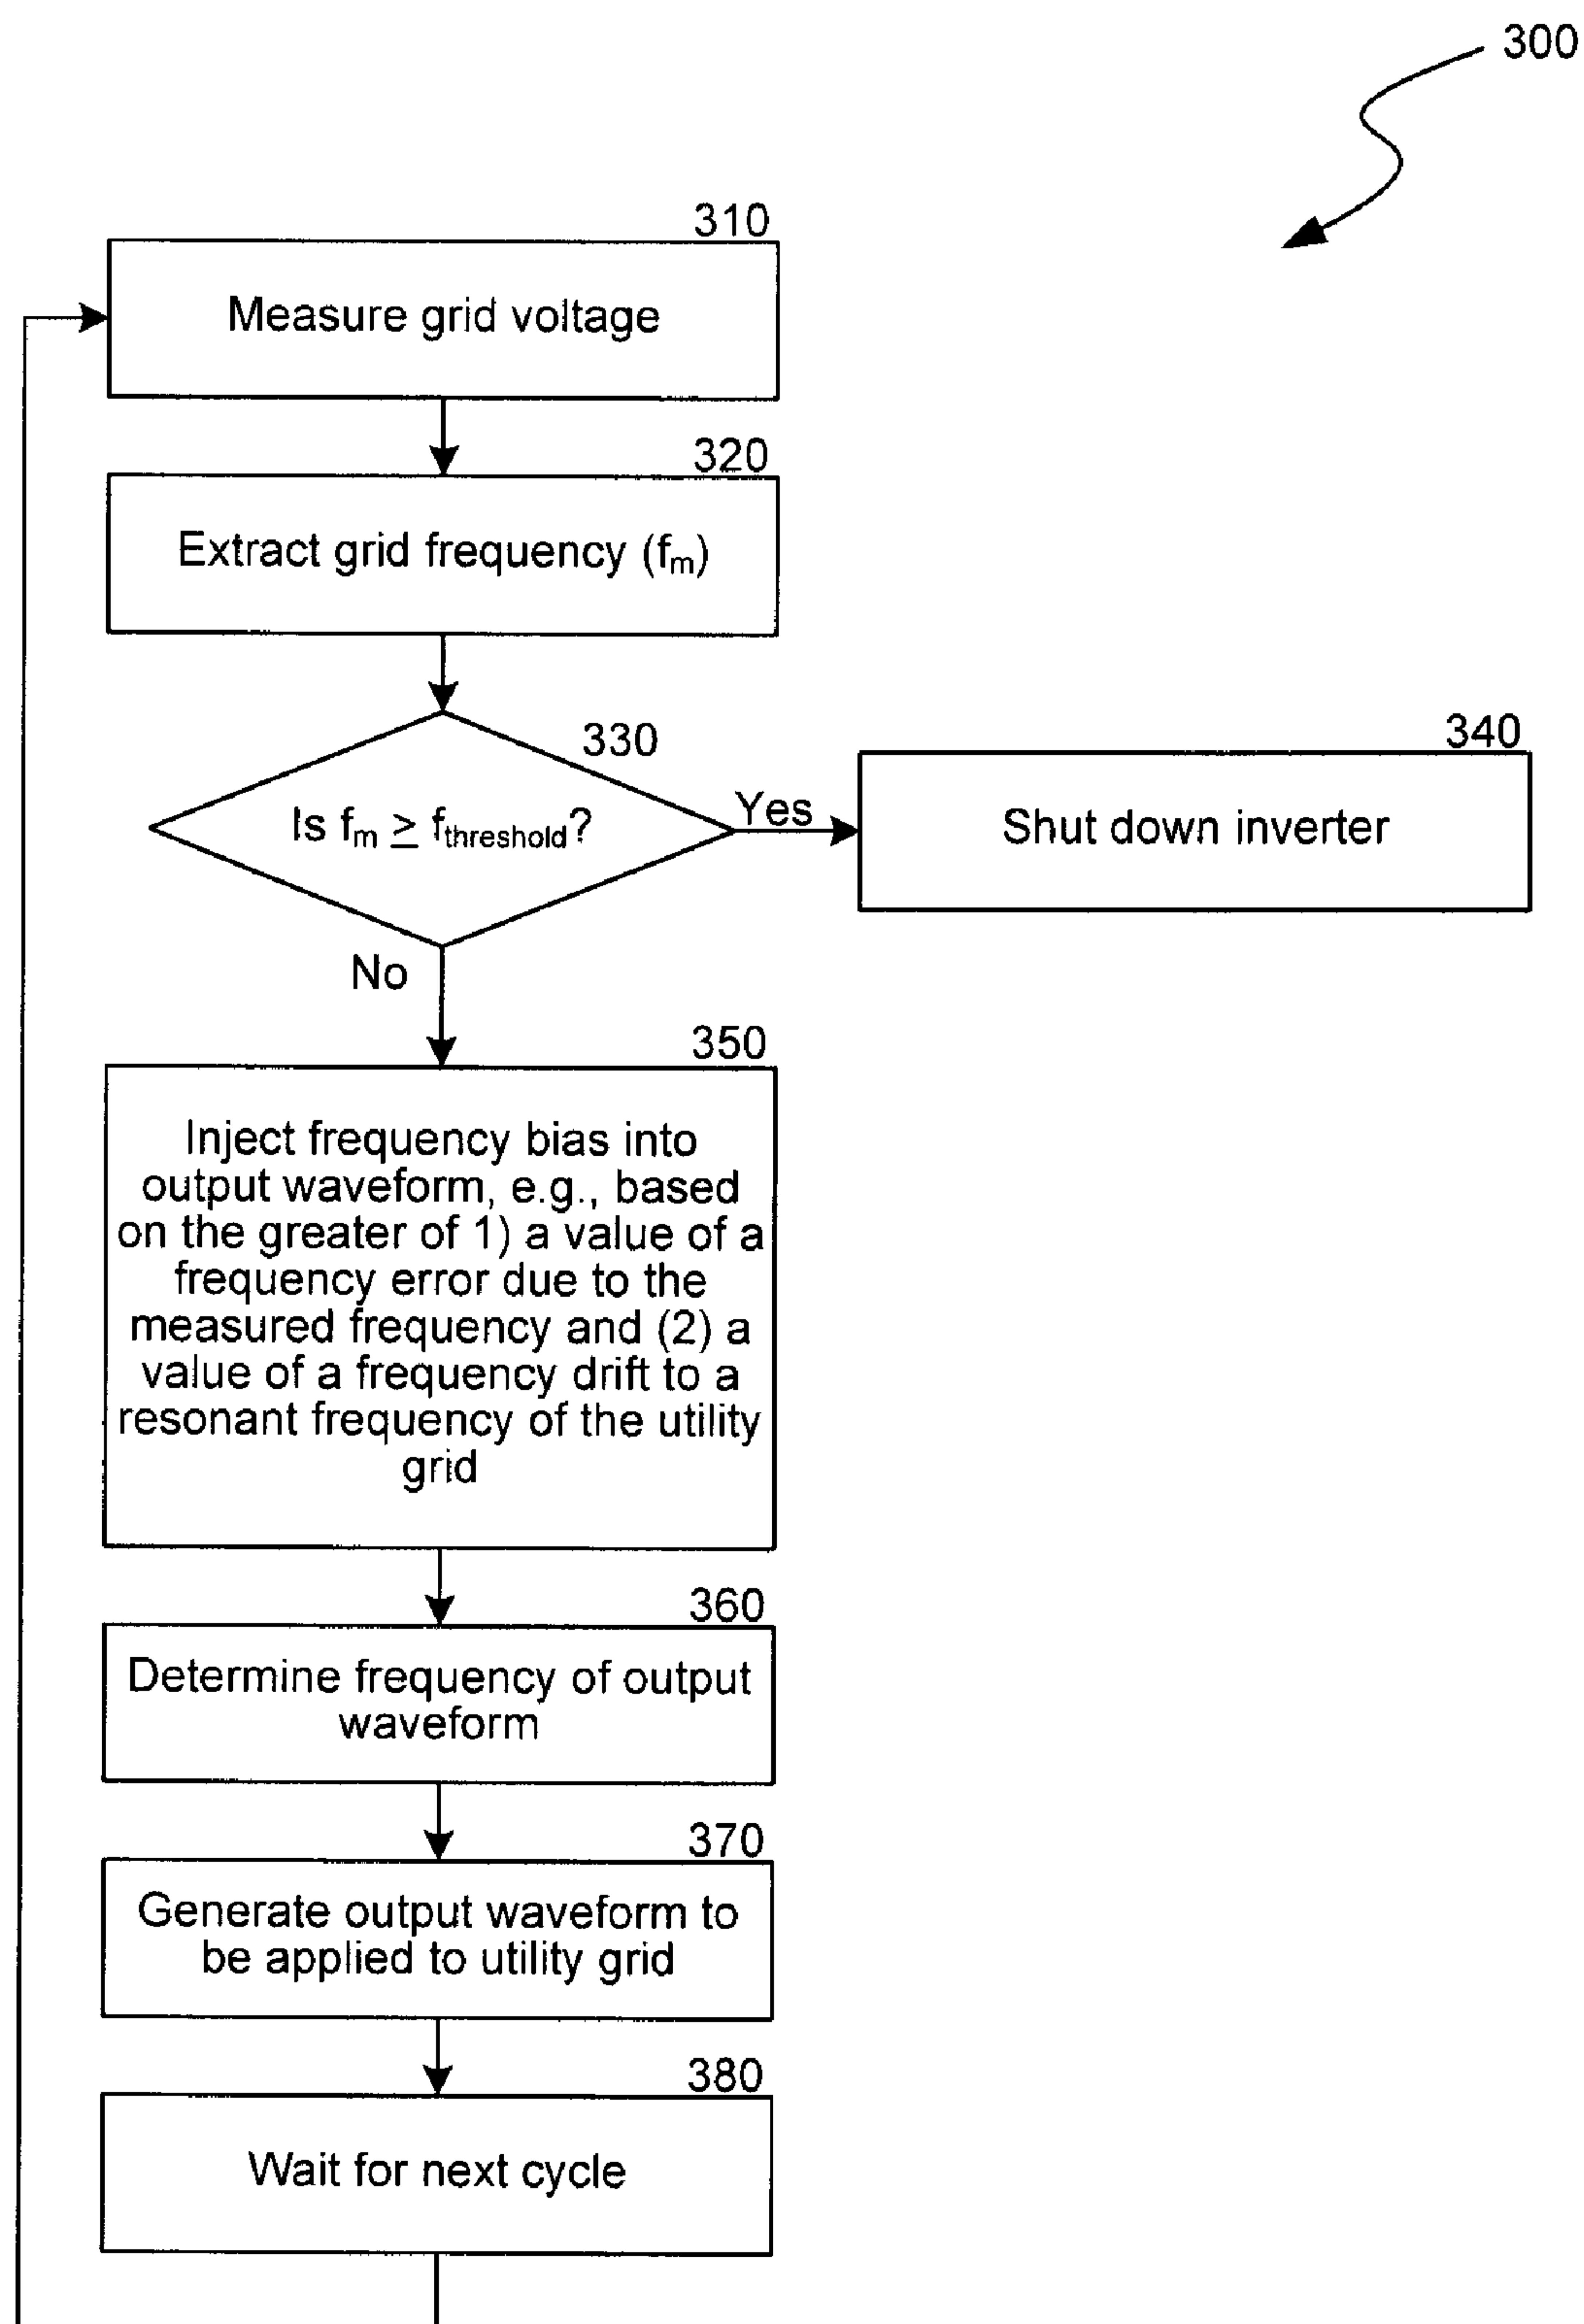 300
310
Measure grid voltage
320
Extract grid frequency (fm)
330
Is fm ≥ fthreshold?
Yes
340
Shut down inverter
No
350
Inject frequency bias into
output waveform, e.g., based
on the greater of 1) a value of a
frequency error due to the
measured frequency and (2) a
value of a frequency drift to a
resonant frequency of the utility
grid
360
Determine frequency of output
waveform
370
Generate output waveform to
be applied to utility grid
380
Wait for next cycle